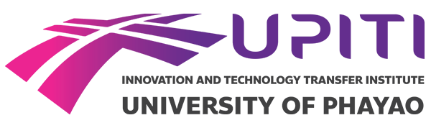 UPITI
INNOVATION AND TECHNOLOGY TRANSFER INSTITUTE
UNIVERSITY OF PHAYAO